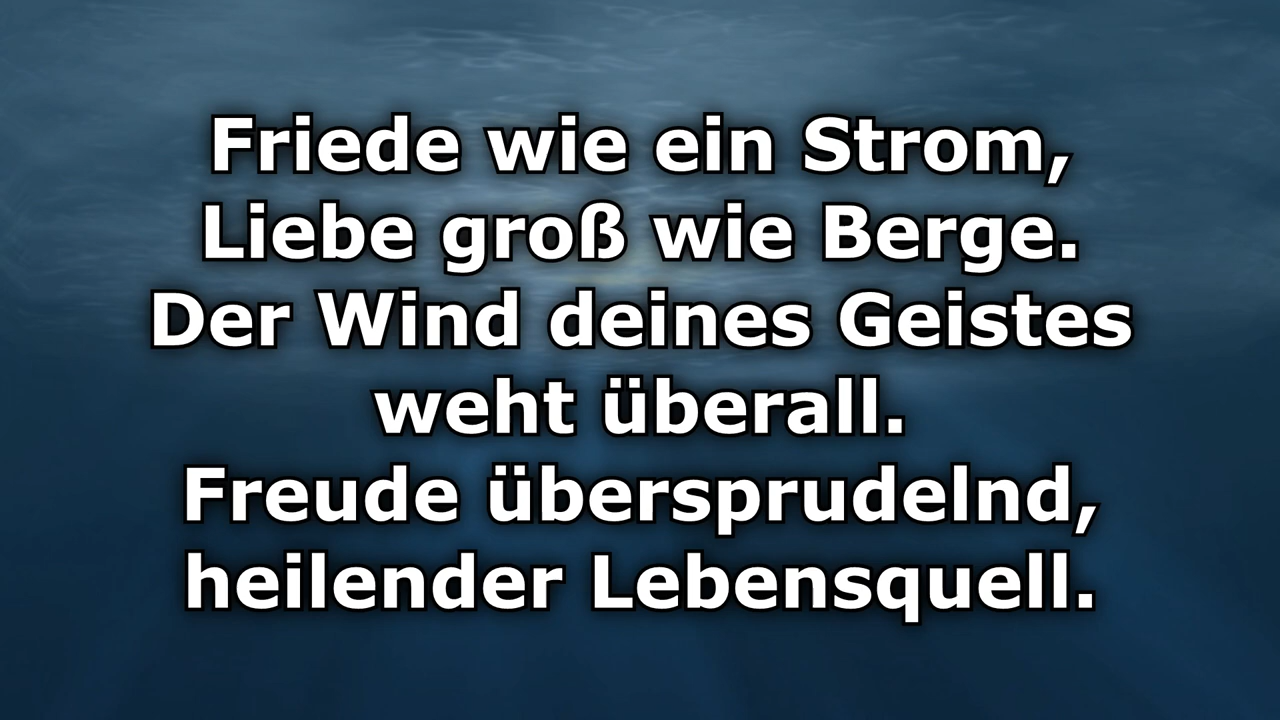 Friede wie ein Strom,
Liebe groß wie Berge.
Der Wind deines Geistes
weht überall.
Freude übersprudelnd,
heilender Lebensquell.